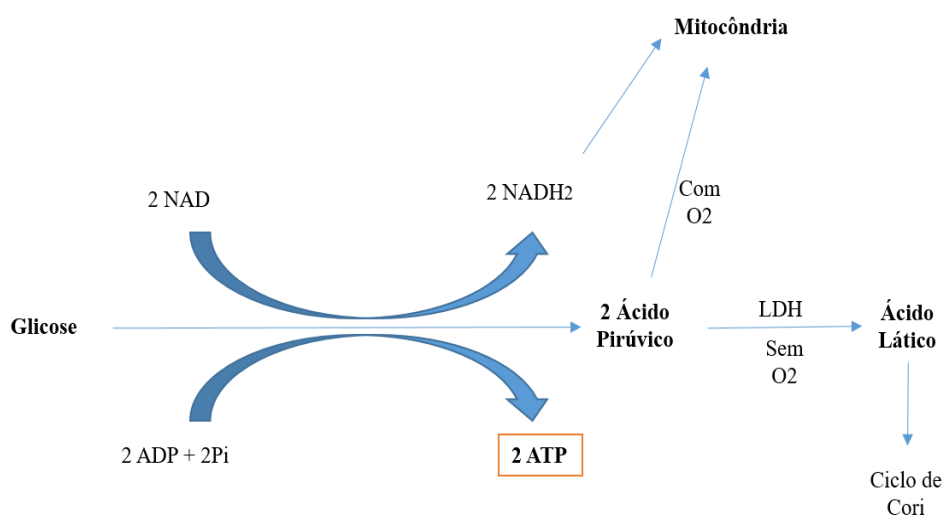 Mitocôndria
2 NAD
2 NADH2
Com
O2
Glicose
2 Ácido
Pirúvico
LDH
Sem
O2
Ácido
Lático
2 ADP + 2Pi
2 ATP
Ciclo de
Cori